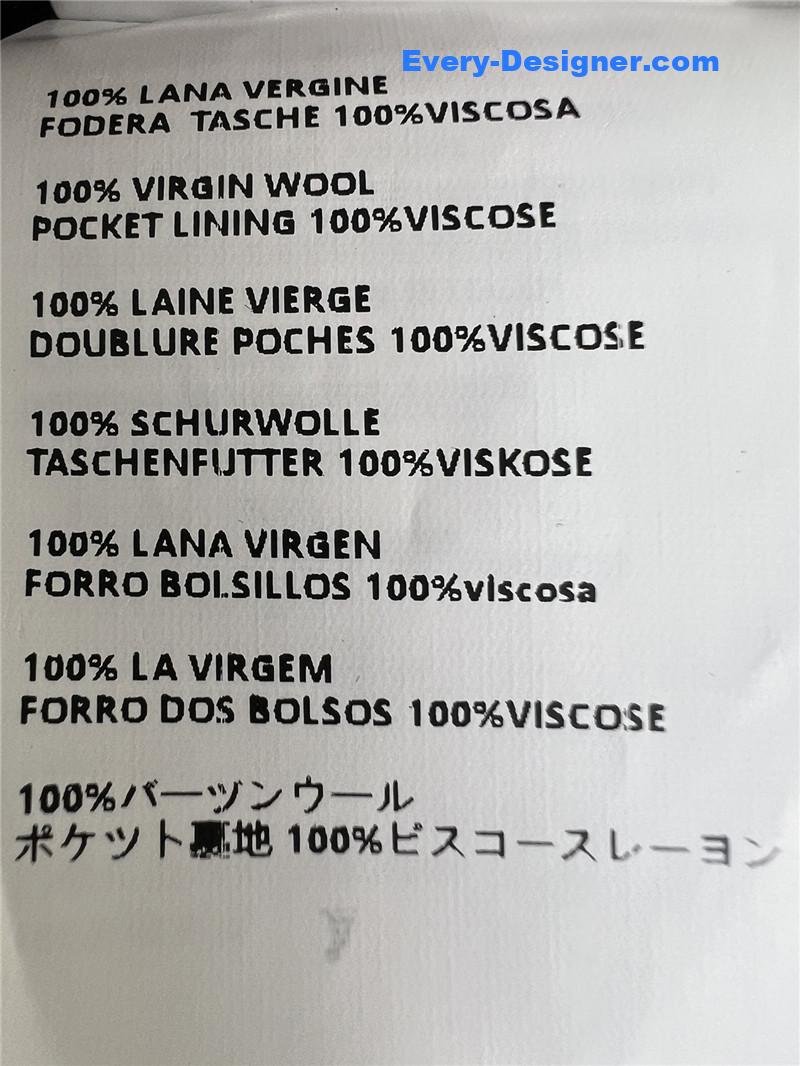 Every-Designer.com
100% LANA VERGINE
FODERA TASCHE 100%VISCOSA
100% VIRGIN WOOL
POCKET LINING 100%VISCOSE
100% LAINE VIERGE
DOUBLURE POCHES 100%VISCOSE
100% SCHURWOLLE
TASCHENFUTTER 100%VISKOSE
100% LANA VIRGEN
FORRO BOLSILLOS 100%viscosa
100% LA VIRGEM
FORRO DOS BOLSOS 100%VISCOSE
100%バーヅンウール
ポケツト裏地 100%ビスコースレーヨン